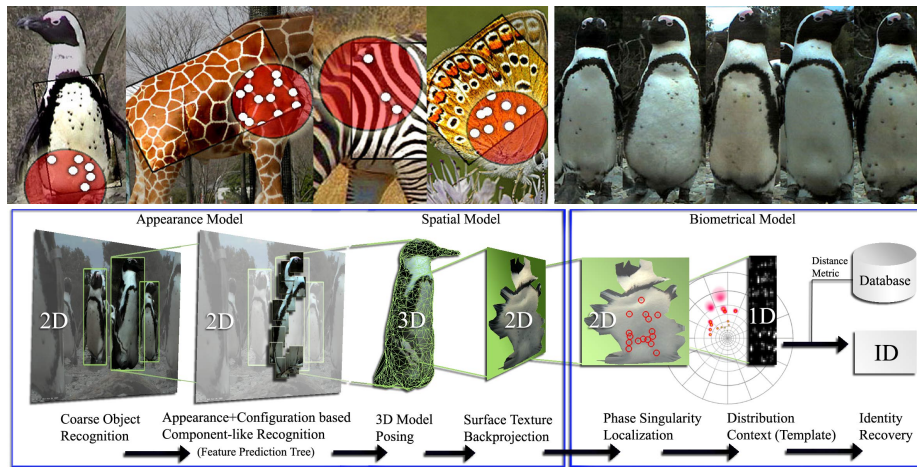 Appearance Model
Spatial Model
Biometrical Model
2D
2D
3D
2D
2D
1D
Distance
Metric
Database
ID
Coarse Object
Recognition
Appearance+Configuration based
Component-like Recognition
(Feature Prediction Tree)
3D Model
Posing
Surface Texture
Backprojection
Phase Singularity
Localization
Distribution
Context (Template)
Identity
Recovery